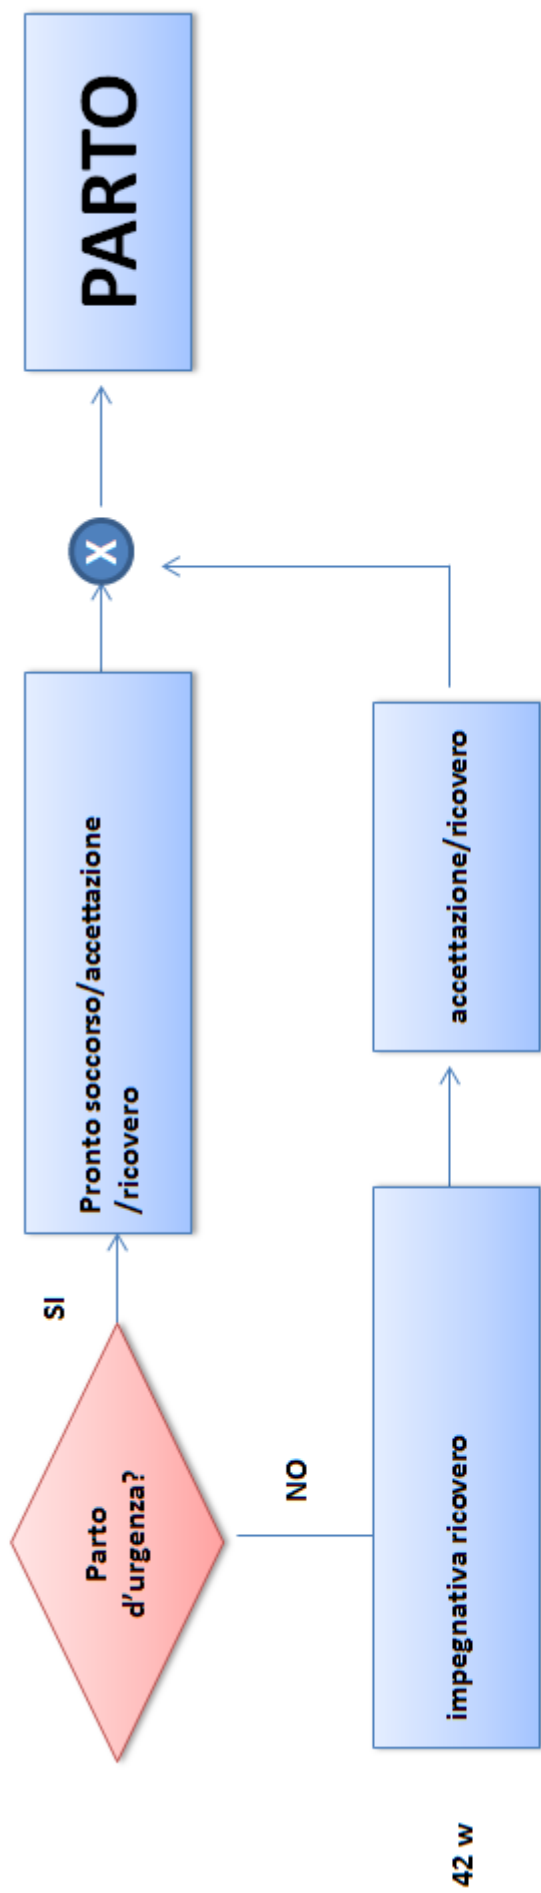 Parto
d'urgenza?
SI
Pronto soccorso/accettazione
/ricovero
X
PARTO
NO
42 w
impegnativa ricovero
accettazione/ricovero